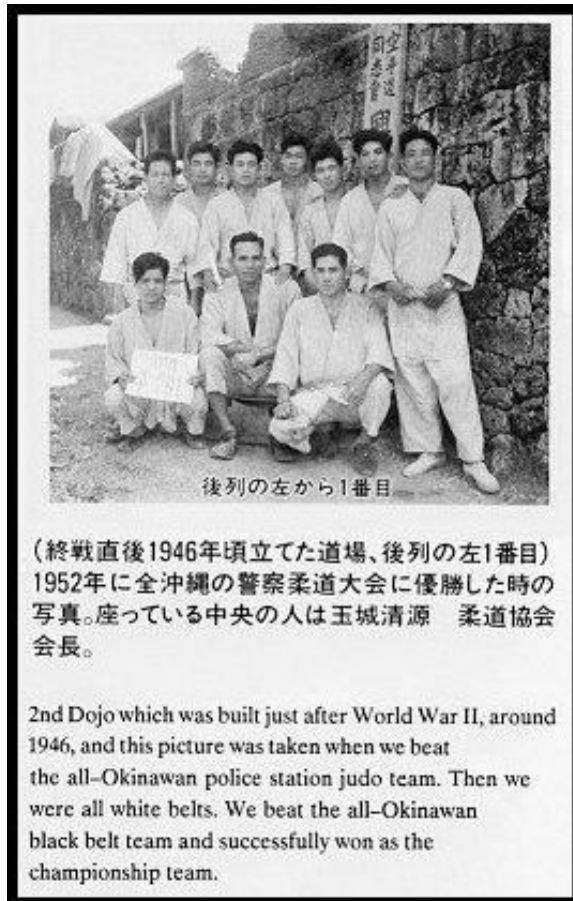 空手道
後列の左から1番目
(終戦直後1946年頃立てた道場、後列の左1番目)
1952年に全沖縄の警察柔道大会に優勝した時の
写真。座っている中央の人は玉城清源　柔道協会
会長。
2nd Dojo which was built just after World War II, around
1946, and this picture was taken when we beat
the all–Okinawan police station judo team. Then we
were all white belts. We beat the all–Okinawan
black belt team and successfully won as the
championship team.